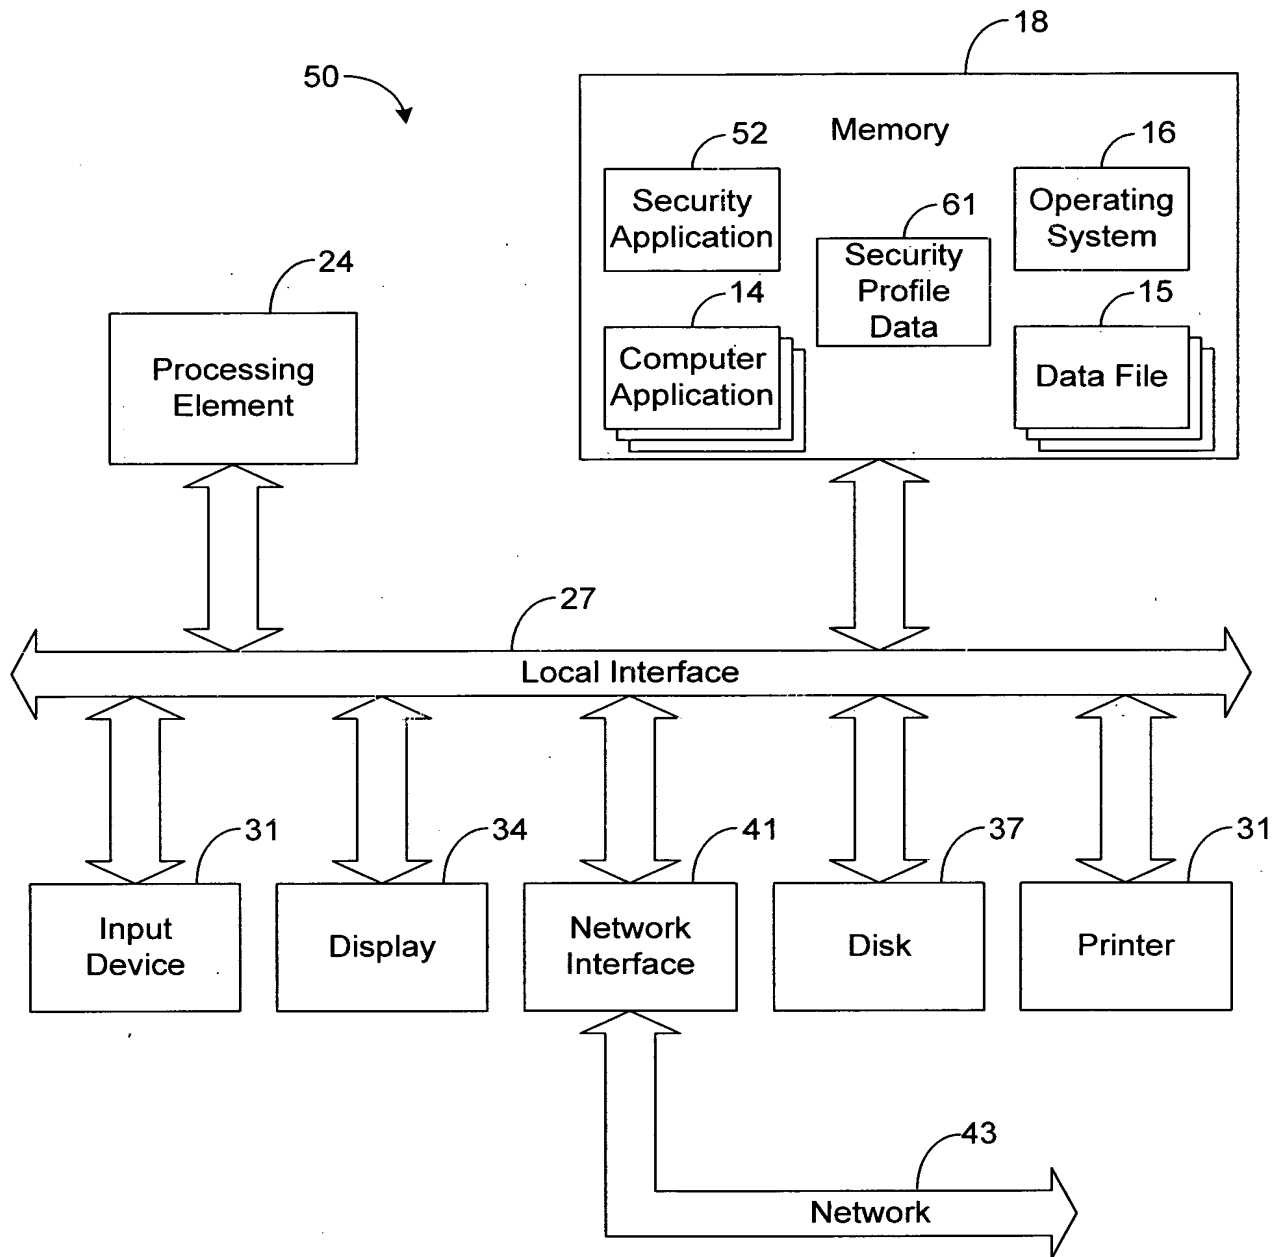 18
50
Memory
52
16
Security
Application
61
Operating
System
Security
Profile
Data
24
14
15
Processing
Element
Computer
Application
Data File
27
Local Interface
31
34
41
37
31
Input
Device
Display
Network
Interface
Disk
Printer
43
Network